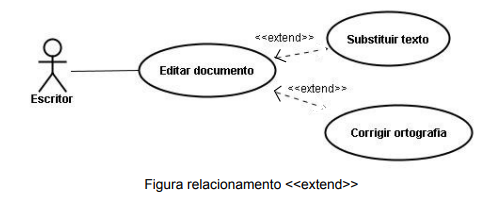 <<extend>>
Substituir texto
Editar documento
<<extend>>
Escritor
Corrigir ortografia
Figura relacionamento <<extend>>